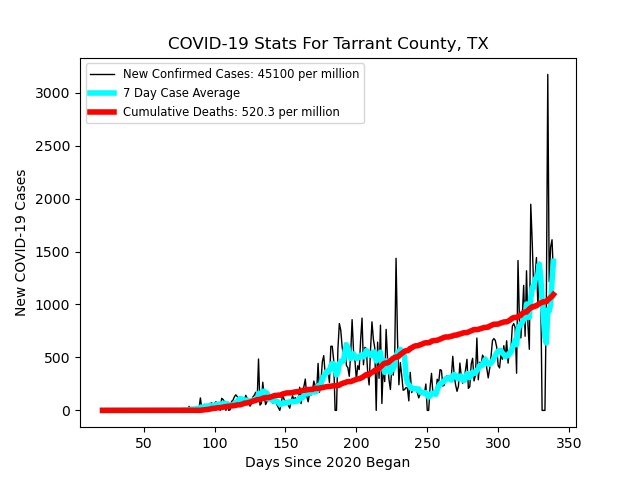 COVID-19 Stats For Tarrant County, TX
New Confirmed Cases: 45100 per million
7 Day Case Average
Cumulative Deaths: 520.3 per million
New COVID-19 Cases
3000
2500
2000
1500
1000
500
0
50 100 150 200 250 300 350
Days Since 2020 Began